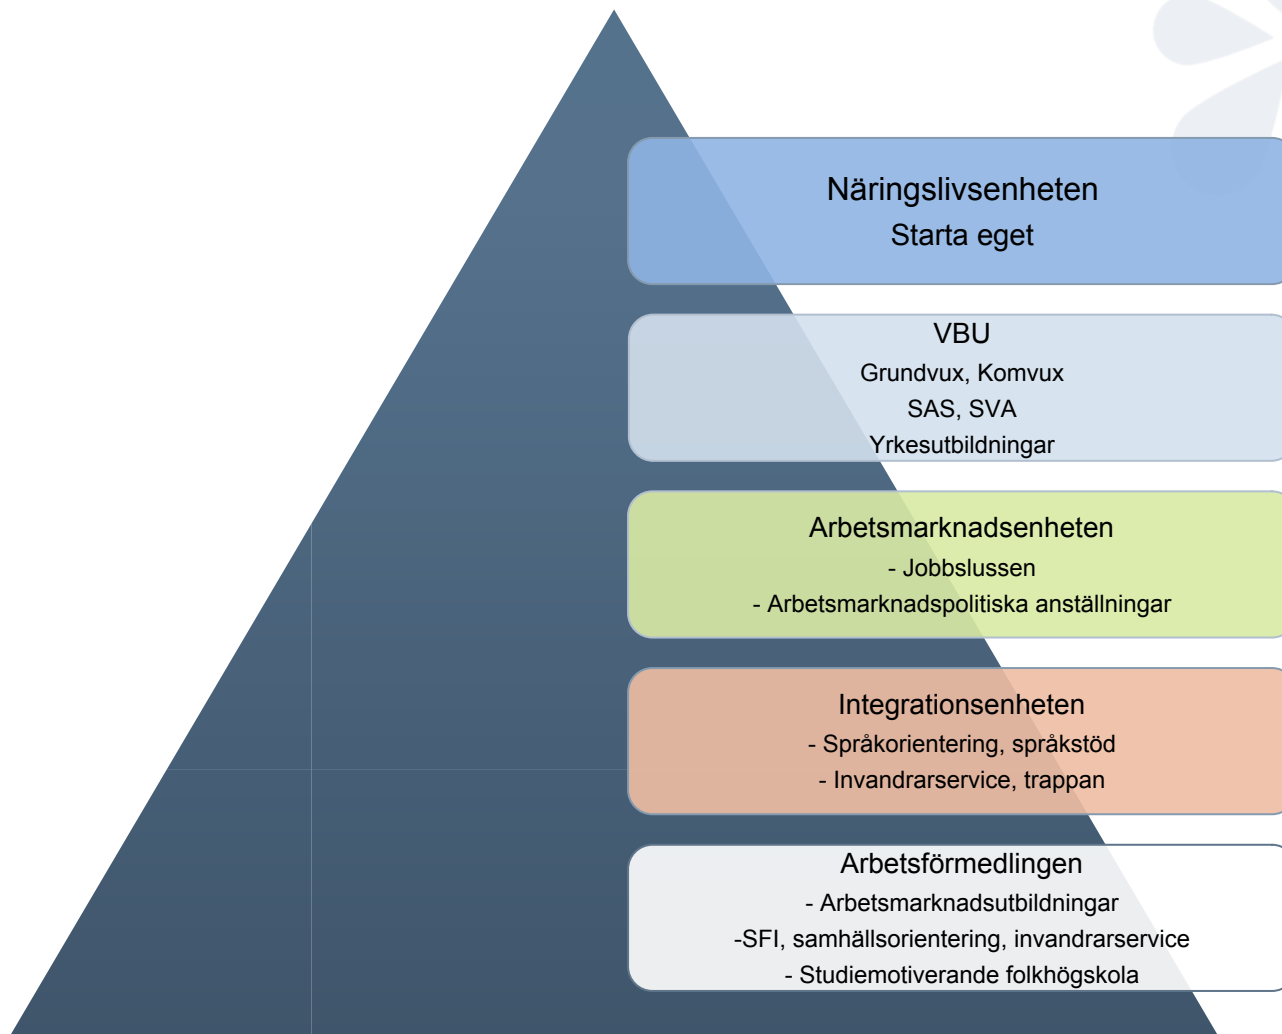 Näringslivsenheten
Starta eget
VBU
Grundvux, Komvux
SAS, SVA
Yrkesutbildningar
Arbetsmarknadsenheten
- Jobbslussen
- Arbetsmarknadspolitiska anställningar
Integrationsenheten
- Språkorientering, språkstöd
- Invandrarservice, trappan
Arbetsförmedlingen
- Arbetsmarknadsutbildningar
-SFI, samhällsorientering, invandrarservice
- Studiemotiverande folkhögskola